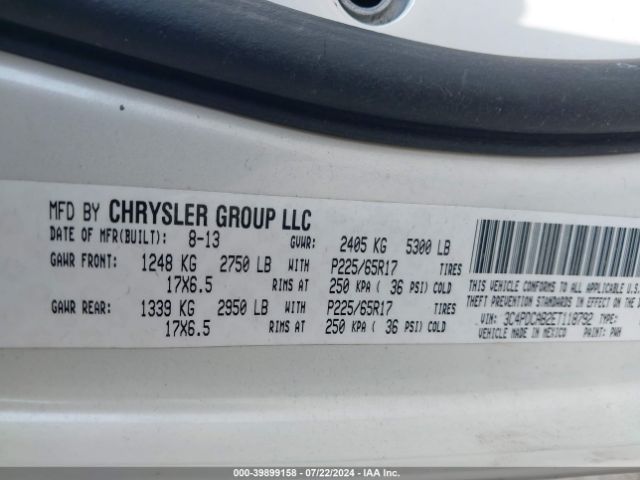 MFD BY CHRYSLER GROUP LLC
DATE OF MFR(BUILT): 8-13 GVWR: 2405 KG 5300 LB
GAWR FRONT: 1248 KG 2750 LB WITH P225/65R17 TIRES
17X6.5 RIMS AT 250 KPA ( 36 PSI) COLD
GAWR REAR: 1339 KG 2950 LB WITH P225/65R17 TIRES
17X6.5 RIMS AT 250 KPA ( 36 PSI) COLD
THIS VEHICLE CONFORMS TO ALL APPLICABLE U.S.
THEFT PREVENTION STANDARDS IN EFFECT ON THE
VIN: 3C4PDCAB2ET118792 TYPE:
VEHICLE MADE IN MEXICO PAINT: PWH
000-39899158 - 07/22/2024 - IAA Inc.